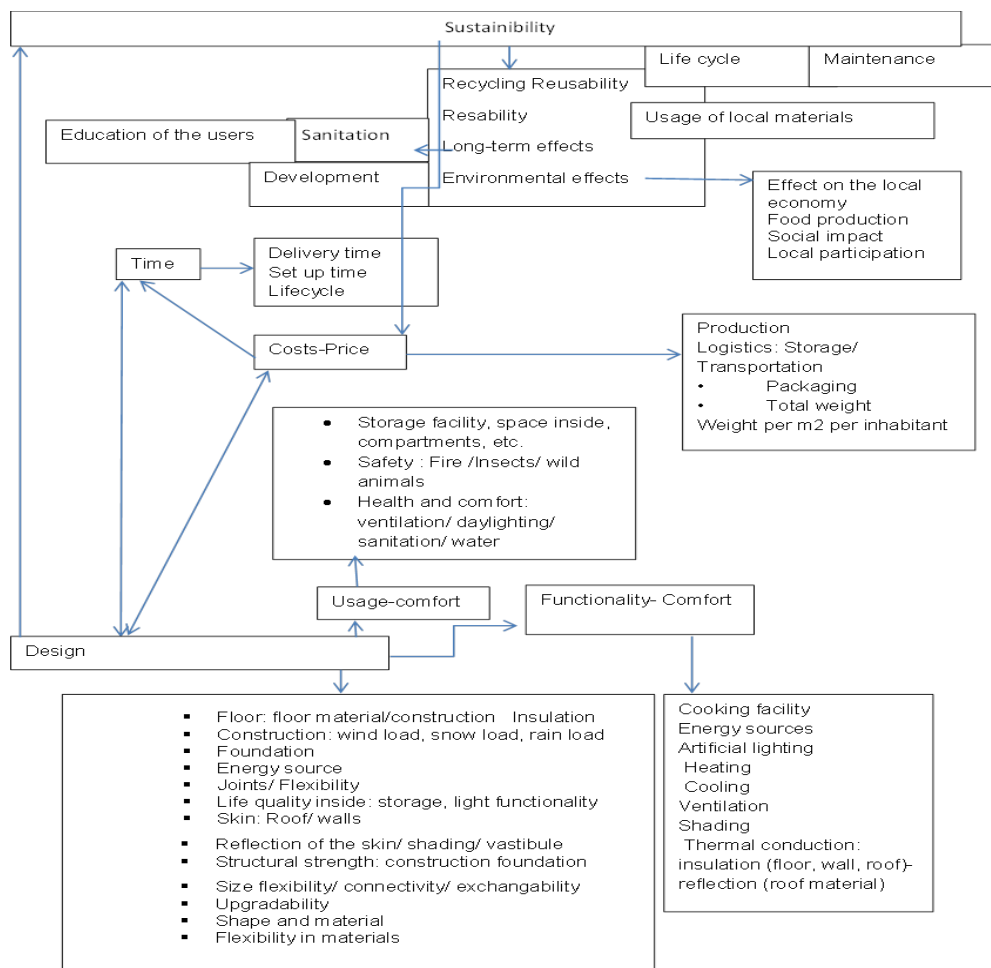 Sustainibility
Life cycle
Maintenance
Recycling Reusability
Resability
Long-term effects
Environmental effects
Usage of local materials
Education of the users
Sanitation
Development
Effect on the local
economy
Food production
Social impact
Local participation
Time
Delivery time
Set up time
Lifecycle
Costs-Price
Production
Logistics: Storage/
Transportation
• Packaging
• Total weight
Weight per m2 per inhabitant
• Storage facility, space inside,
compartments, etc.
• Safety : Fire /Insects/ wild
animals
• Health and comfort:
ventilation/ daylighting/
sanitation/ water
Usage-comfort
Functionality- Comfort
Design
▪ Floor: floor material/construction Insulation
▪ Construction: wind load, snow load, rain load
▪ Foundation
▪ Energy source
▪ Joints/ Flexibility
▪ Life quality inside: storage, light functionality
▪ Skin: Roof/ walls
▪ Reflection of the skin/ shading/ vastibule
▪ Structural strength: construction foundation
▪ Size flexibility/ connectivity/ exchangability
▪ Upgradability
▪ Shape and material
▪ Flexibility in materials
Cooking facility
Energy sources
Artificial lighting
Heating
Cooling
Ventilation
Shading
Thermal conduction:
insulation (floor, wall, roof)-
reflection (roof material)